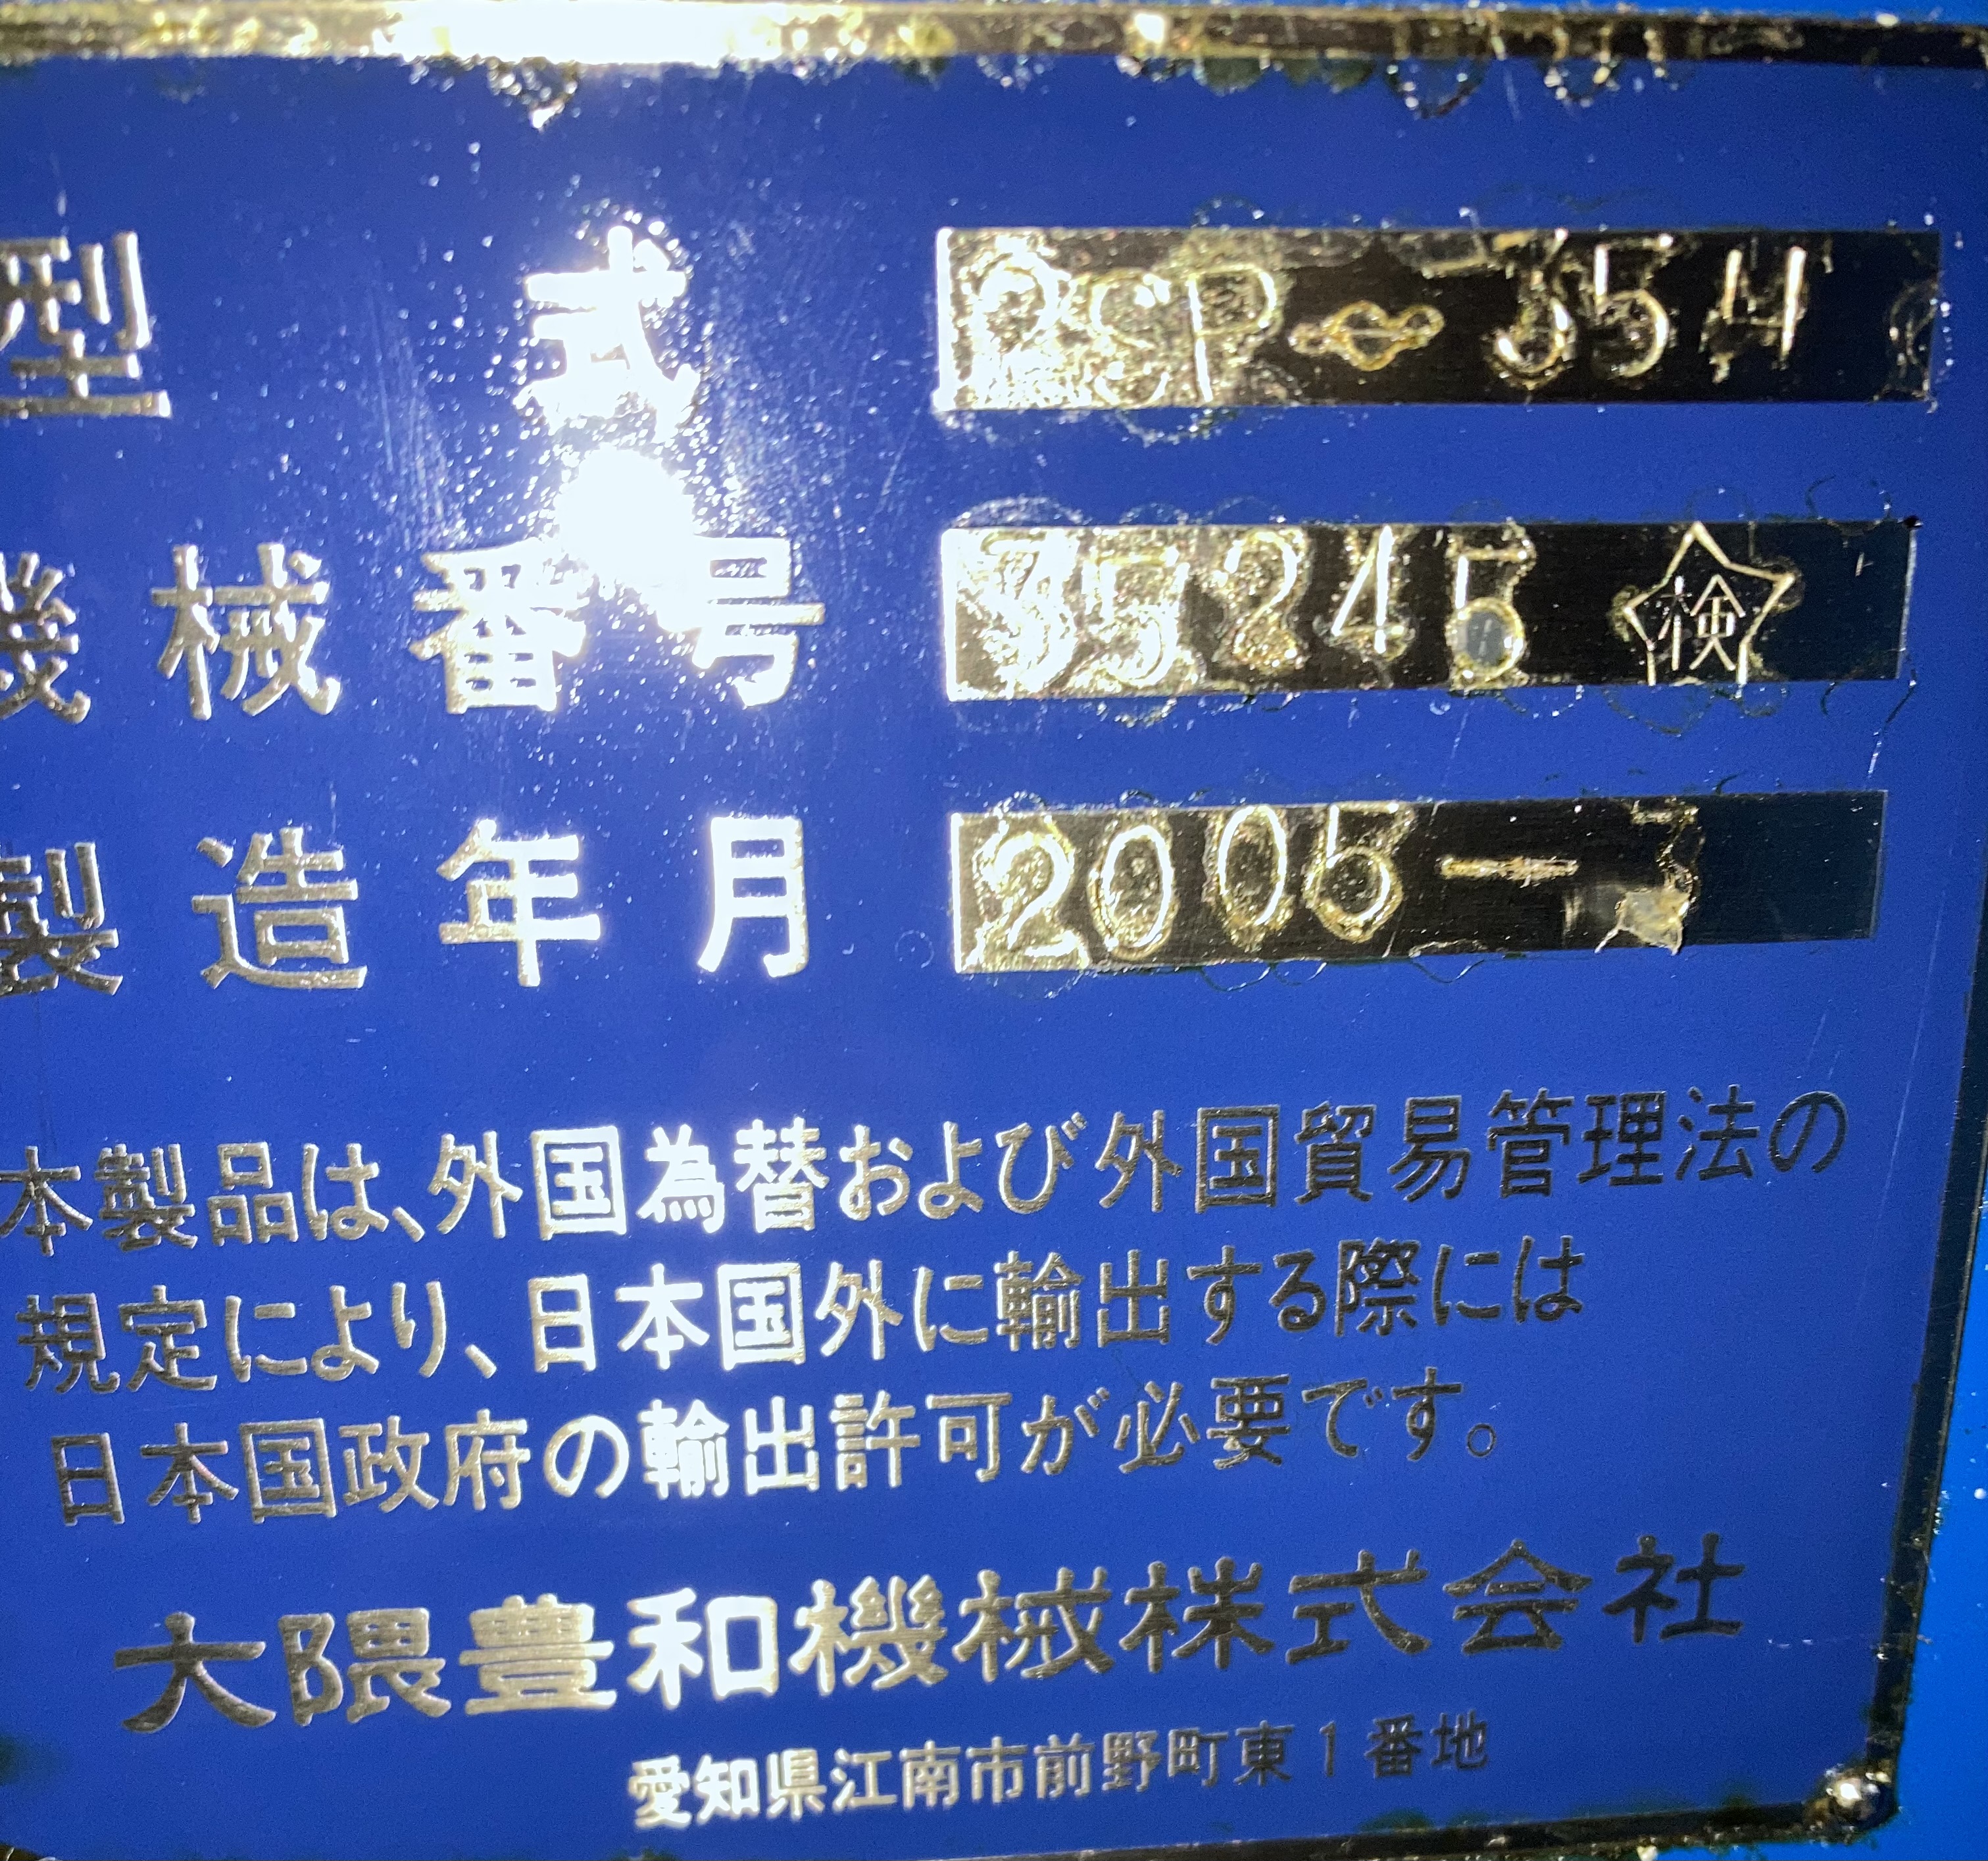 型式 PSP-35H
機械番号 35245 検
製造年月 2005-
本製品は、外国為替および外国貿易管理法の
規定により、日本国外に輸出する際には
日本国政府の輸出許可が必要です。
大隈豊和機械株式会社
愛知県江南市前野町東1番地